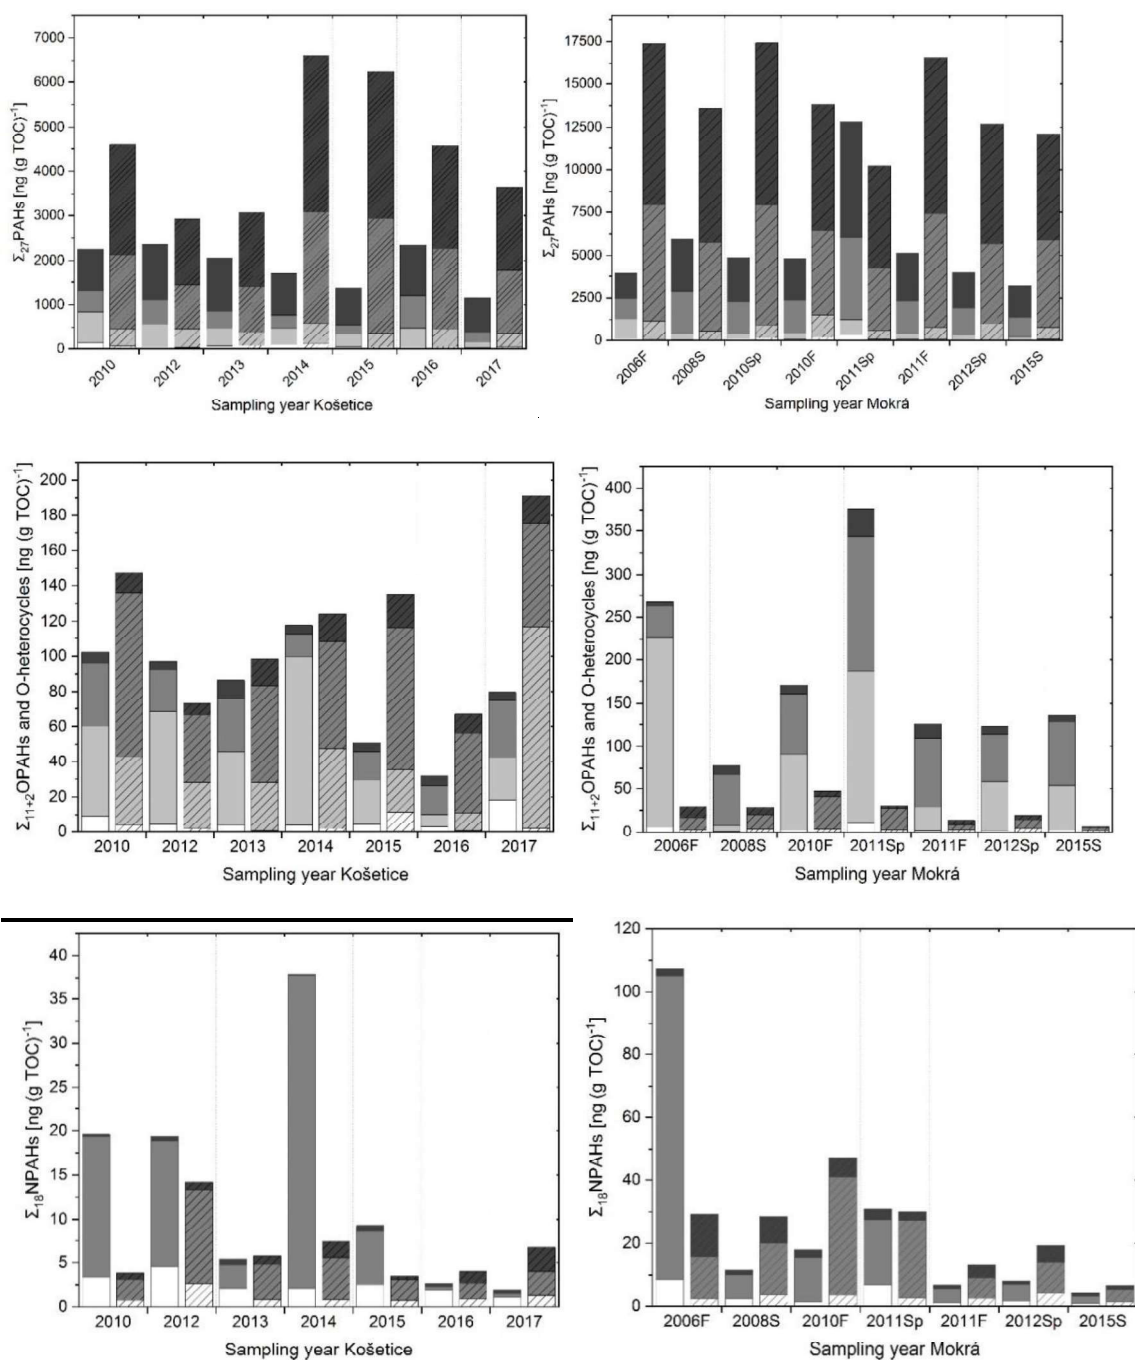 Σ27PAHs [ng (g TOC)-1]
7000
6000
5000
4000
3000
2000
1000
0
2010 2012 2013 2014 2015 2016 2017
Sampling year Košetice
Σ27PAHs [ng (g TOC)-1]
17500
15000
12500
10000
7500
5000
2500
0
2006F 2008S 2010Sp 2010F 2011Sp 2011F 2012Sp 2015S
Sampling year Mokrá
Σ11+2OPAHs and O-heterocycles [ng (g TOC)-1]
200
180
160
140
120
100
80
60
40
20
0
2010 2012 2013 2014 2015 2016 2017
Sampling year Košetice
Σ11+2OPAHs and O-heterocycles [ng (g TOC)-1]
400
350
300
250
200
150
100
50
0
2006F 2008S 2010F 2011Sp 2011F 2012Sp 2015S
Sampling year Mokrá
Σ18NPAHs [ng (g TOC)-1]
40
35
30
25
20
15
10
5
0
2010 2012 2013 2014 2015 2016 2017
Sampling year Košetice
Σ18NPAHs [ng (g TOC)-1]
120
100
80
60
40
20
0
2006F 2008S 2010F 2011Sp 2011F 2012Sp 2015S
Sampling year Mokrá